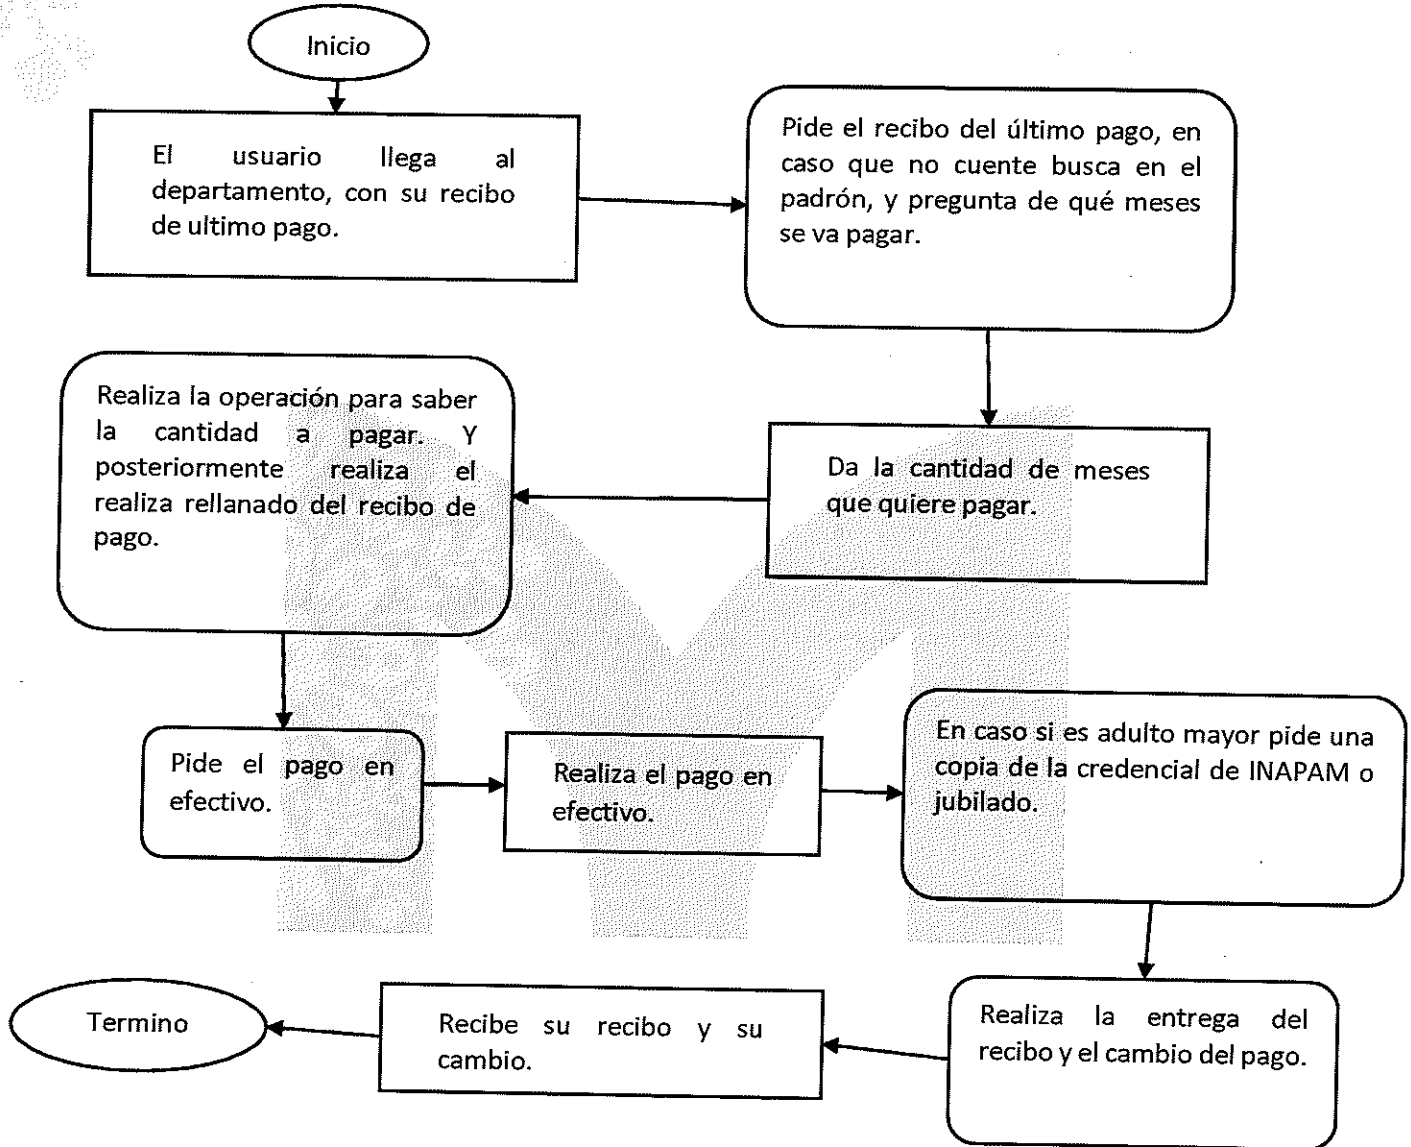 Inicio
El usuario llega al
departamento, con su recibo
de ultimo pago.
Pide el recibo del último pago, en
caso que no cuente busca en el
padrón, y pregunta de qué meses
se va pagar.
Da la cantidad de meses
que quiere pagar.
Realiza la operación para saber
la cantidad a pagar. Y
posteriormente realiza el
realiza rellanado del recibo de
pago.
Pide el pago en
efectivo.
Realiza el pago en
efectivo.
En caso si es adulto mayor pide una
copia de la credencial de INAPAM o
jubilado.
Realiza la entrega del
recibo y el cambio del pago.
Recibe su recibo y su
cambio.
Termino